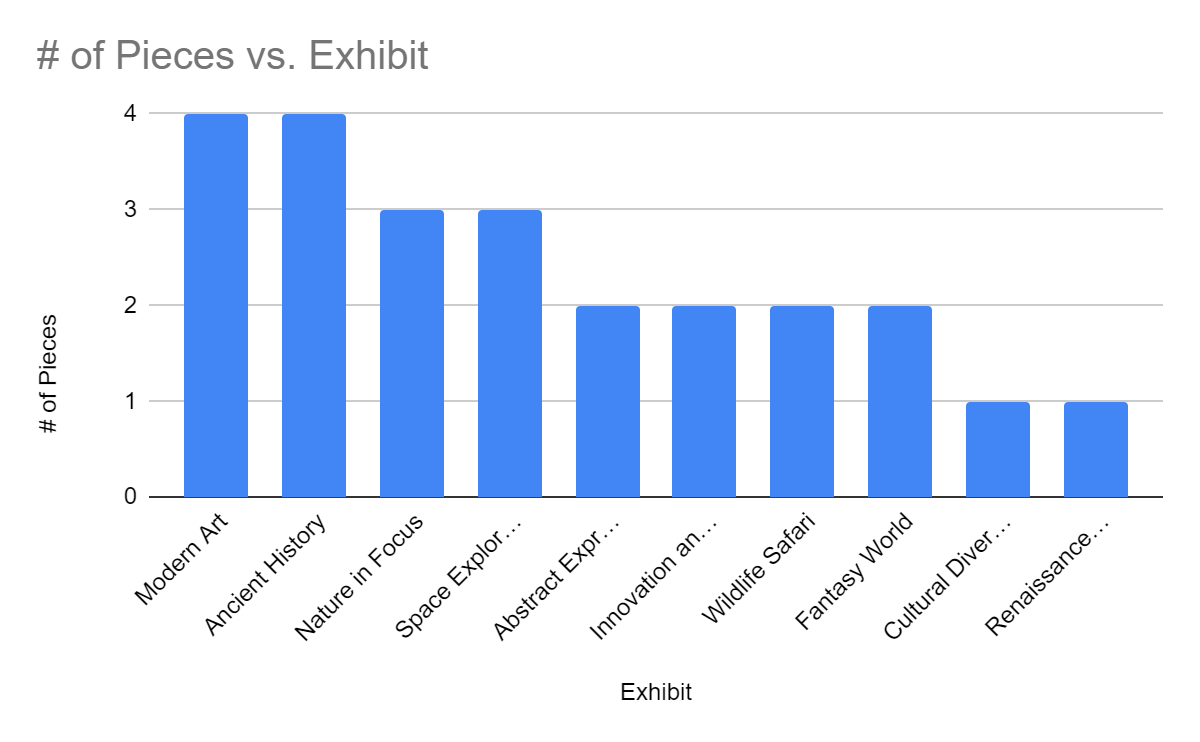 # of Pieces vs. Exhibit
# of Pieces
4
3
2
1
0
Modern Art
Ancient History
Nature in Focus
Space Explor…
Abstract Expr…
Innovation an…
Wildlife Safari
Fantasy World
Cultural Diver…
Renaissance…
Exhibit